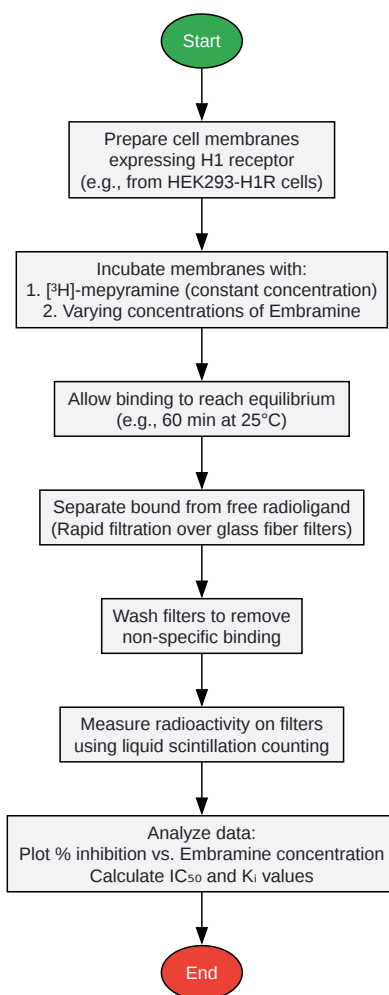 Start
Prepare cell membranes
expressing H1 receptor
(e.g., from HEK293-H1R cells)
Incubate membranes with:
1. [³H]-mepyramine (constant concentration)
2. Varying concentrations of Embramine
Allow binding to reach equilibrium
(e.g., 60 min at 25°C)
Separate bound from free radioligand
(Rapid filtration over glass fiber filters)
Wash filters to remove
non-specific binding
Measure radioactivity on filters
using liquid scintillation counting
Analyze data:
Plot % inhibition vs. Embramine concentration
Calculate IC₅₀ and Kᵢ values
End